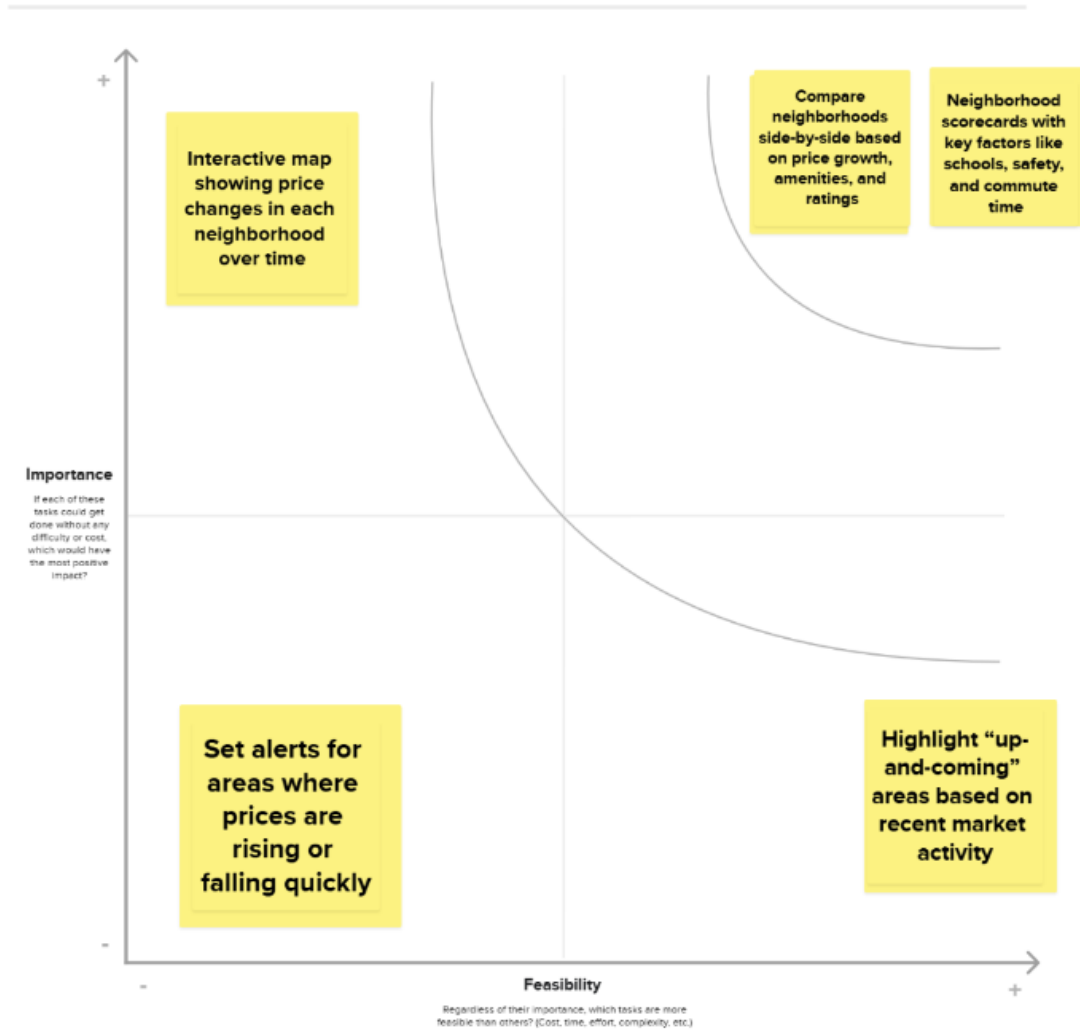 +
Interactive map
showing price
changes in each
neighborhood
over time
Compare
neighborhoods
side-by-side based
on price growth,
amenities, and
ratings
Neighborhood
scorecards with
key factors like
schools, safety,
and commute
time
Importance
If each of these
tasks could get
done without any
difficulty or cost,
which would have
the most positive
impact?
Set alerts for
areas where
prices are
rising or
falling quickly
Highlight “up-
and-coming”
areas based on
recent market
activity
-
-
Feasibility
+
Regardless of their importance, which tasks are more
feasible than others? (Cost, time, effort, complexity, etc.)